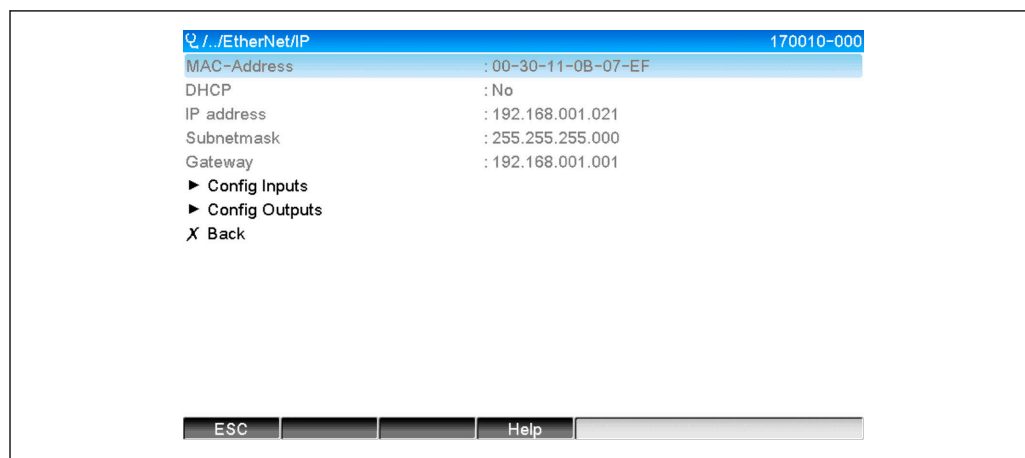 /../EtherNet/IP 170010-000
MAC-Address : 00-30-11-0B-07-EF
DHCP : No
IP address : 192.168.001.021
Subnetmask : 255.255.255.000
Gateway : 192.168.001.001
► Config Inputs
► Config Outputs
X Back
ESC Help